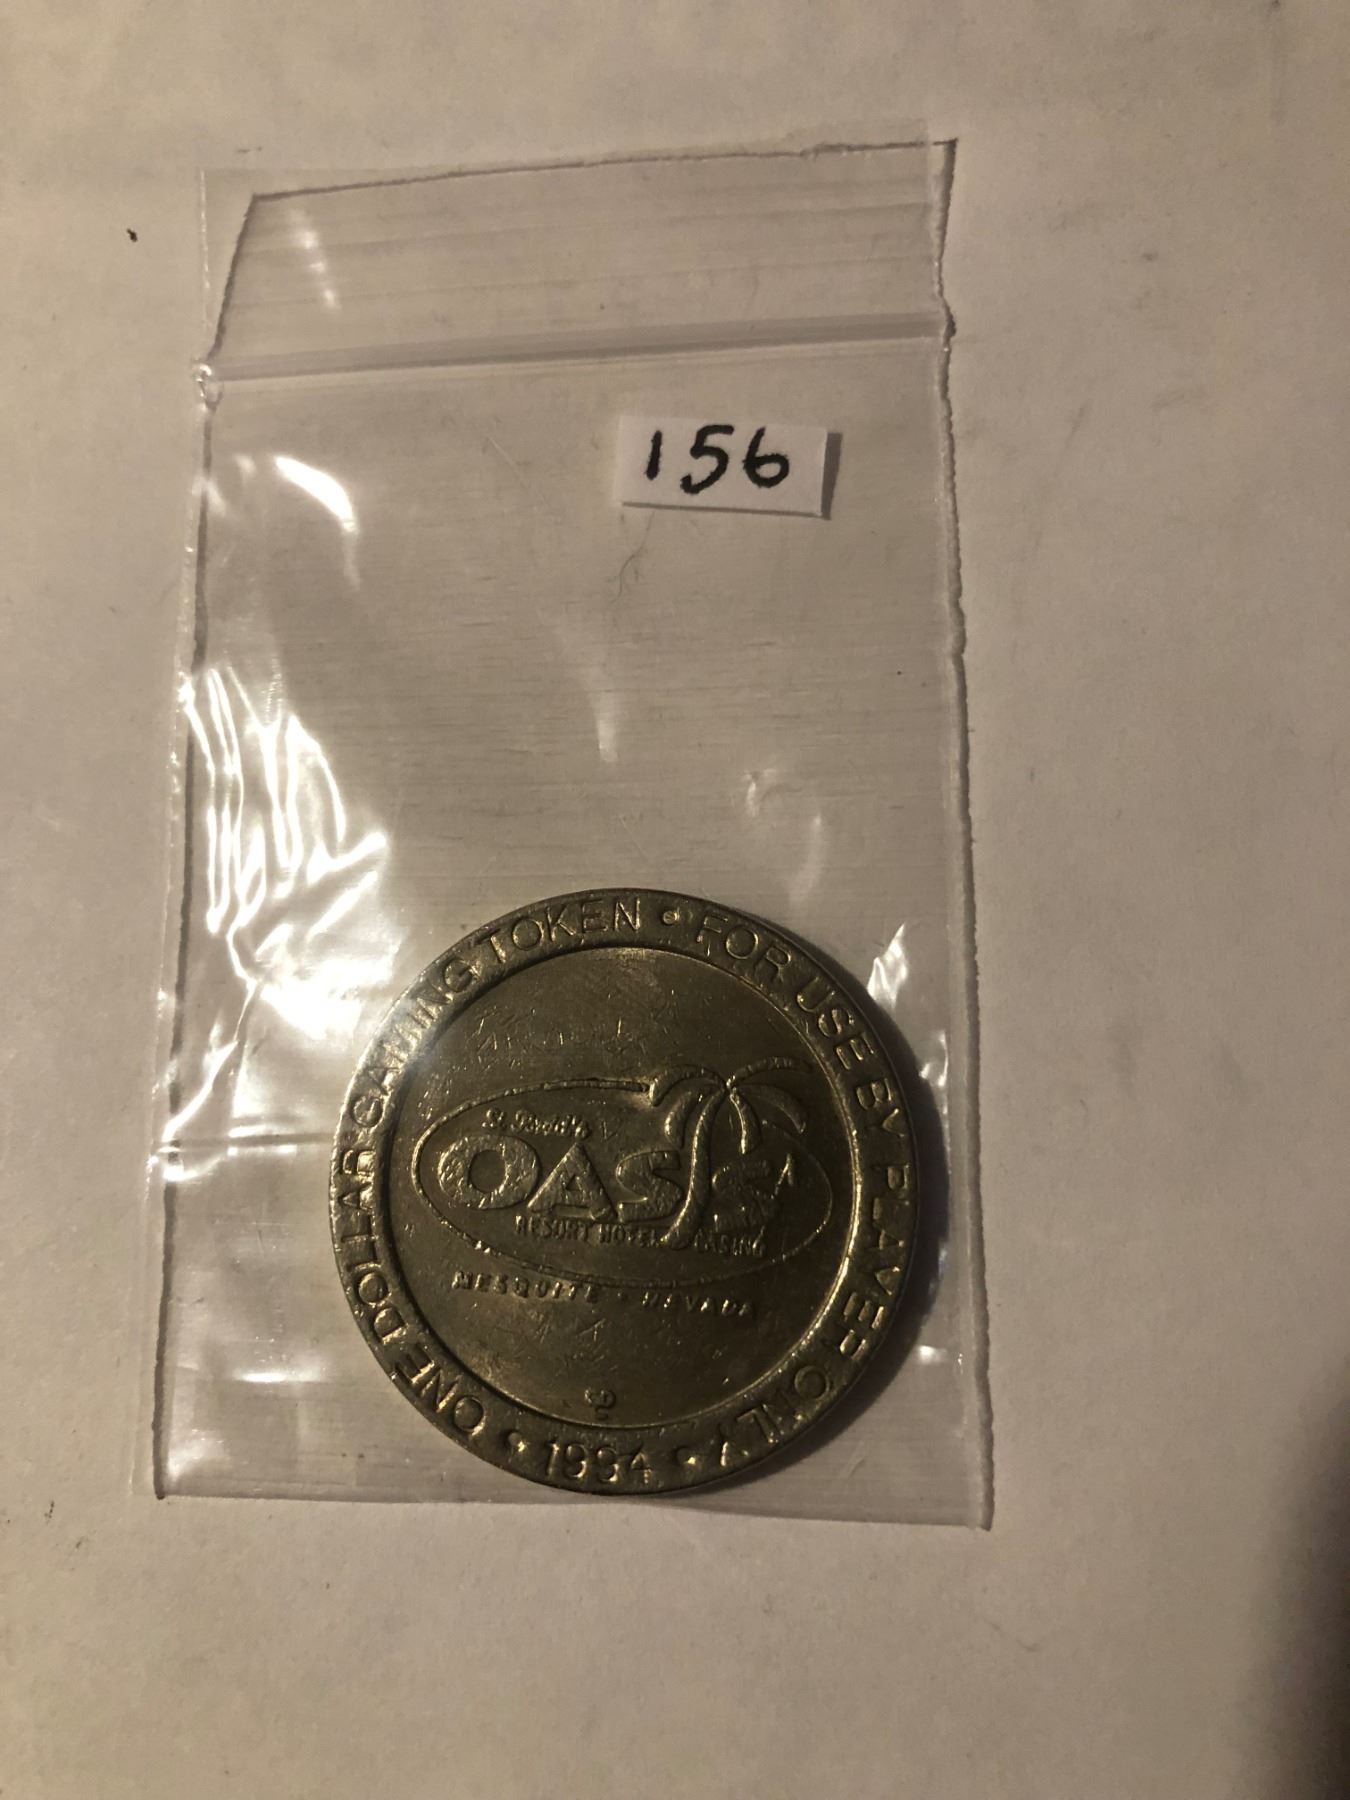 156
ONE DOLLAR GAMING TOKEN • FOR USE BY PLAYER ONLY
• 1994 •
OASIS
RESORT HOTEL CASINO
MESQUITE • NEVADA